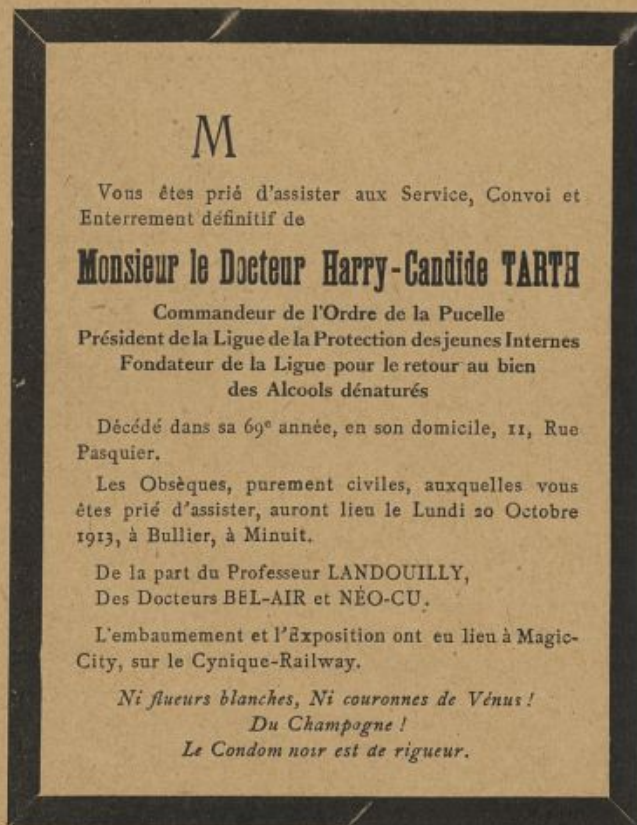 M
Vous êtes prié d'assister aux Service, Convoi et
Enterrement définitif de
Monsieur le Docteur Harry-Candide TARTH
Commandeur de l'Ordre de la Pucelle
Président de la Ligue de la Protection des jeunes Internes
Fondateur de la Ligue pour le retour au bien
des Alcools dénaturés
Décédé dans sa 69e année, en son domicile, 11, Rue
Pasquier.
Les Obsèques, purement civiles, auxquelles vous
êtes prié d'assister, auront lieu le Lundi 20 Octobre
1913, à Bullier, à Minuit.
De la part du Professeur LANDOUILLY,
Des Docteurs BEL-AIR et NÉO-CU.
L'embaumement et l'Exposition ont eu lieu à Magic-
City, sur le Cynique-Railway.
Ni flueurs blanches, Ni couronnes de Vénus !
Du Champagne !
Le Condom noir est de rigueur.